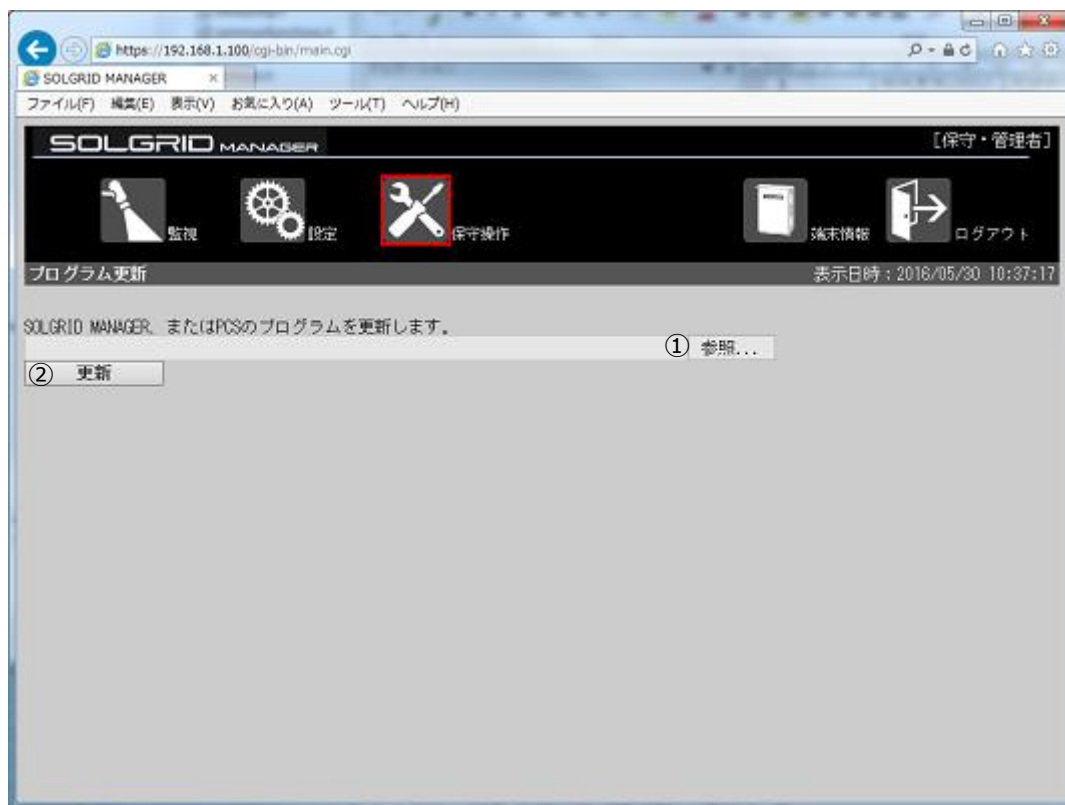 https://192.168.1.100/cgi-bin/main.cgi
SOLGRID MANAGER
ファイル(F) 編集(E) 表示(V) お気に入り(A) ツール(T) ヘルプ(H)
SOLGRID MANAGER [保守・管理者]
監視 設定 保守操作 端末情報 ログアウト
プログラム更新 表示日時:2016/05/30 10:37:17
SOLGRID MANAGER、またはPCSのプログラムを更新します。
① 参照...
② 更新